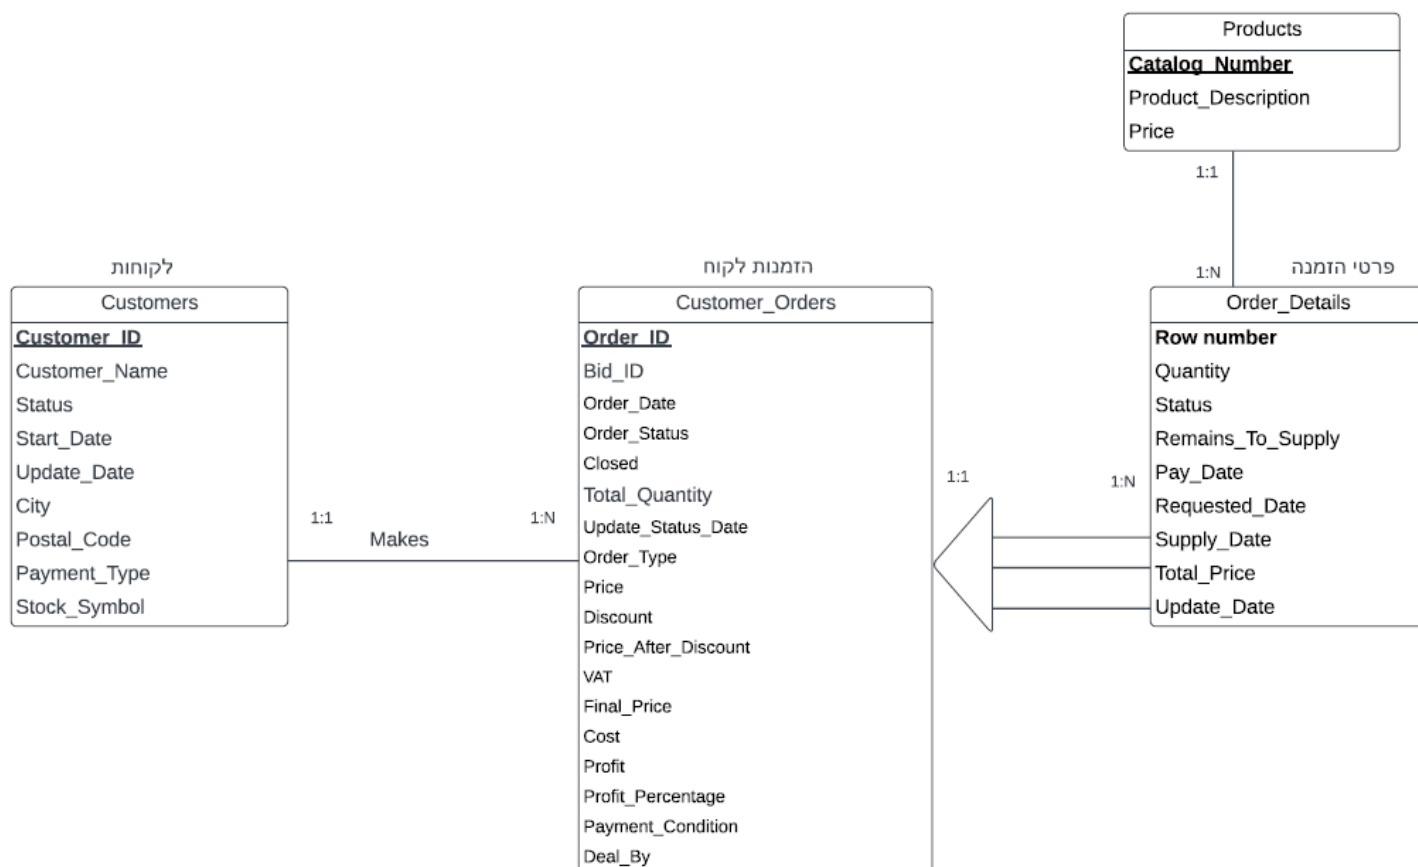 Products
Catalog_Number
Product_Description
Price
1:1
1:N
לקוחות
Customers
Customer_ID
Customer_Name
Status
Start_Date
Update_Date
City
Postal_Code
Payment_Type
Stock_Symbol
1:1
Makes
1:N
הזמנות לקוח
Customer_Orders
Order_ID
Bid_ID
Order_Date
Order_Status
Closed
Total_Quantity
Update_Status_Date
Order_Type
Price
Discount
Price_After_Discount
VAT
Final_Price
Cost
Profit
Profit_Percentage
Payment_Condition
Deal_By
1:1
1:N
פרטי הזמנה
Order_Details
Row number
Quantity
Status
Remains_To_Supply
Pay_Date
Requested_Date
Supply_Date
Total_Price
Update_Date